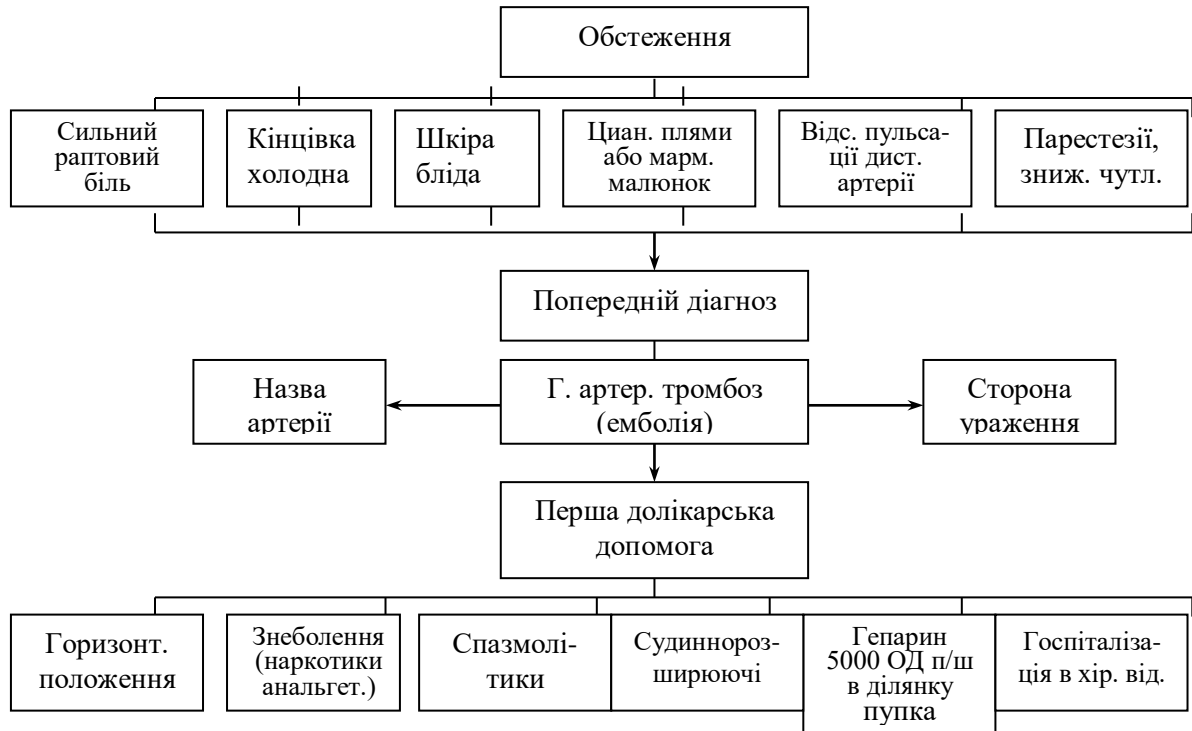 Обстеження
Сильний
раптовий
біль
Кінцівка
холодна
Шкіра
бліда
Циан. плями
або марм.
малюнок
Відс. пульса-
ції дист.
артерії
Парестезії,
зниж. чутл.
Попередній діагноз
Назва
артерії
Г. артер. тромбоз
(емболія)
Сторона
ураження
Перша долікарська
допомога
Горизонт.
положення
Знеболення
(наркотики
анальгет.)
Спазмолі-
тики
Судиннороз-
ширюючі
Гепарин
5000 ОД п/ш
в ділянку
пупка
Госпіталіза-
ція в хір. від.